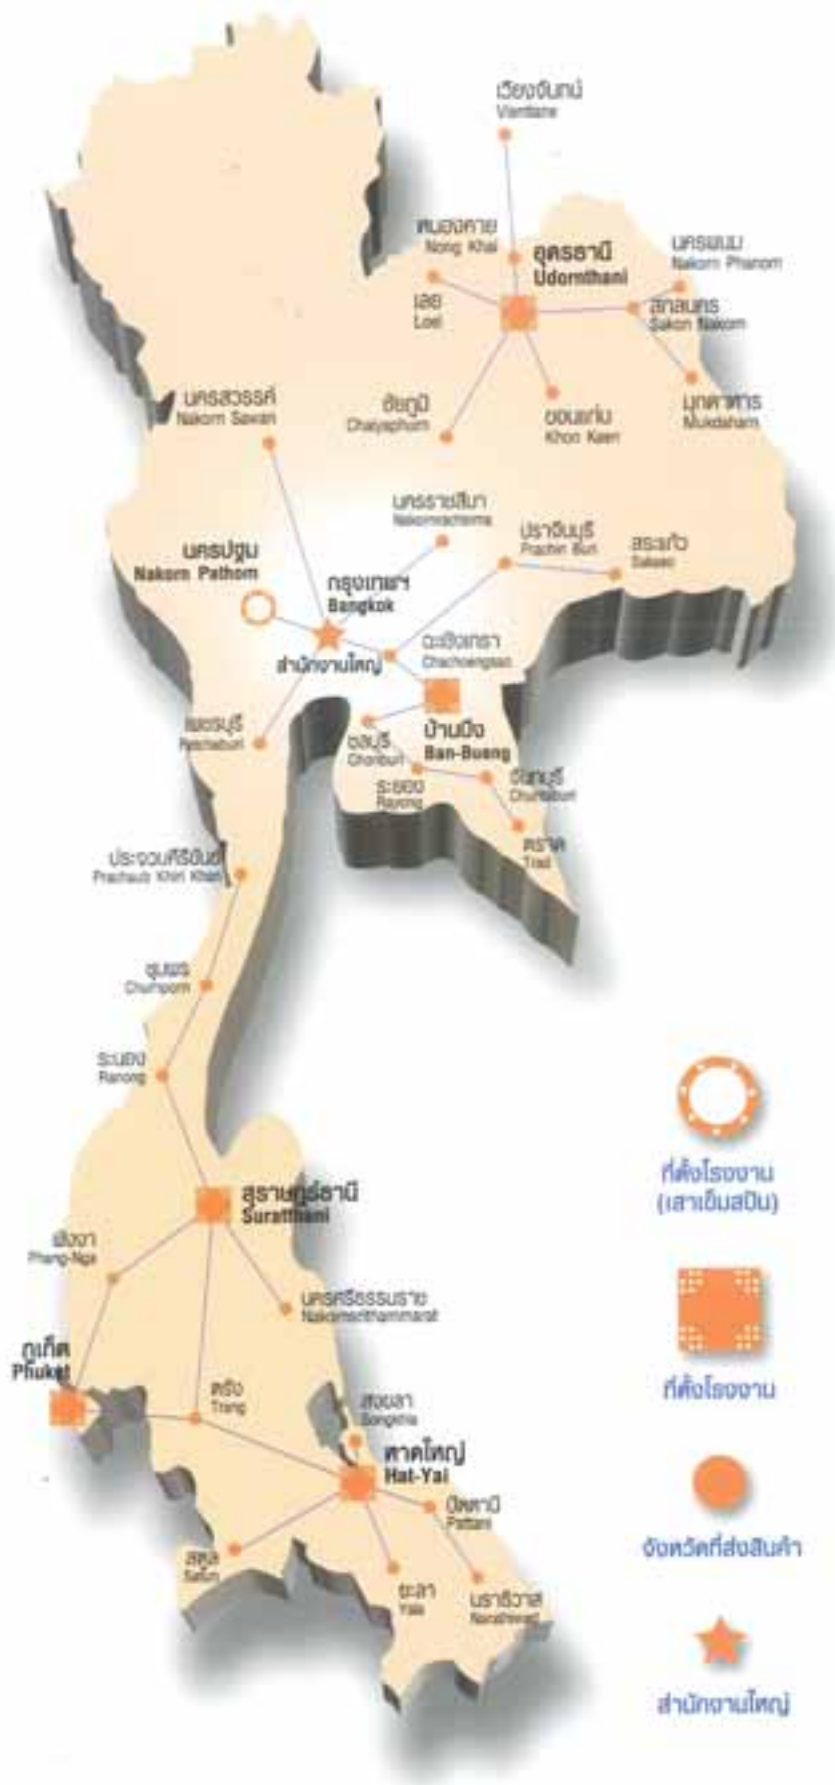 เวียงจันทน์
Vientiane
หนองคาย
Nong Khai
อุดรธานี
Udornthani
นครพนม
Nakorn Phanom
เลย
Loei
สกลนคร
Sakon Nakorn
นครสวรรค์
Nakorn Sawan
ชัยภูมิ
Chaiyaphum
ขอนแก่น
Khon Kaen
มุกดาหาร
Mukdaharn
นครราชสีมา
Nakornrachsima
ปราจีนบุรี
Prachin Buri
สระแก้ว
Sakaeo
นครปฐม
Nakorn Pathom
กรุงเทพฯ
Bangkok
สำนักงานใหญ่
ฉะเชิงเทรา
Chachoengsao
เพชรบุรี
Petchaburi
ชลบุรี
Chonburi
บ้านบึง
Ban-Bueng
ระยอง
Rayong
จันทบุรี
Chuntaburi
ตราด
Trad
ประจวบคีรีขันธ์
Prachaub Khiri Khan
ชุมพร
Chumporn
ระนอง
Ranong
ที่ตั้งโรงงาน
(เสาเข็มสปัน)
สุราษฎร์ธานี
Suratthani
พังงา
Phang-Nga
นครศรีธรรมราช
Nakornsrithammarat
ภูเก็ต
Phuket
ที่ตั้งโรงงาน
ตรัง
Trang
สงขลา
Songkhla
หาดใหญ่
Hat-Yai
ปัตตานี
Pattani
จังหวัดที่ส่งสินค้า
สตูล
Satun
ยะลา
Yala
นราธิวาส
Narathiwat
สำนักงานใหญ่